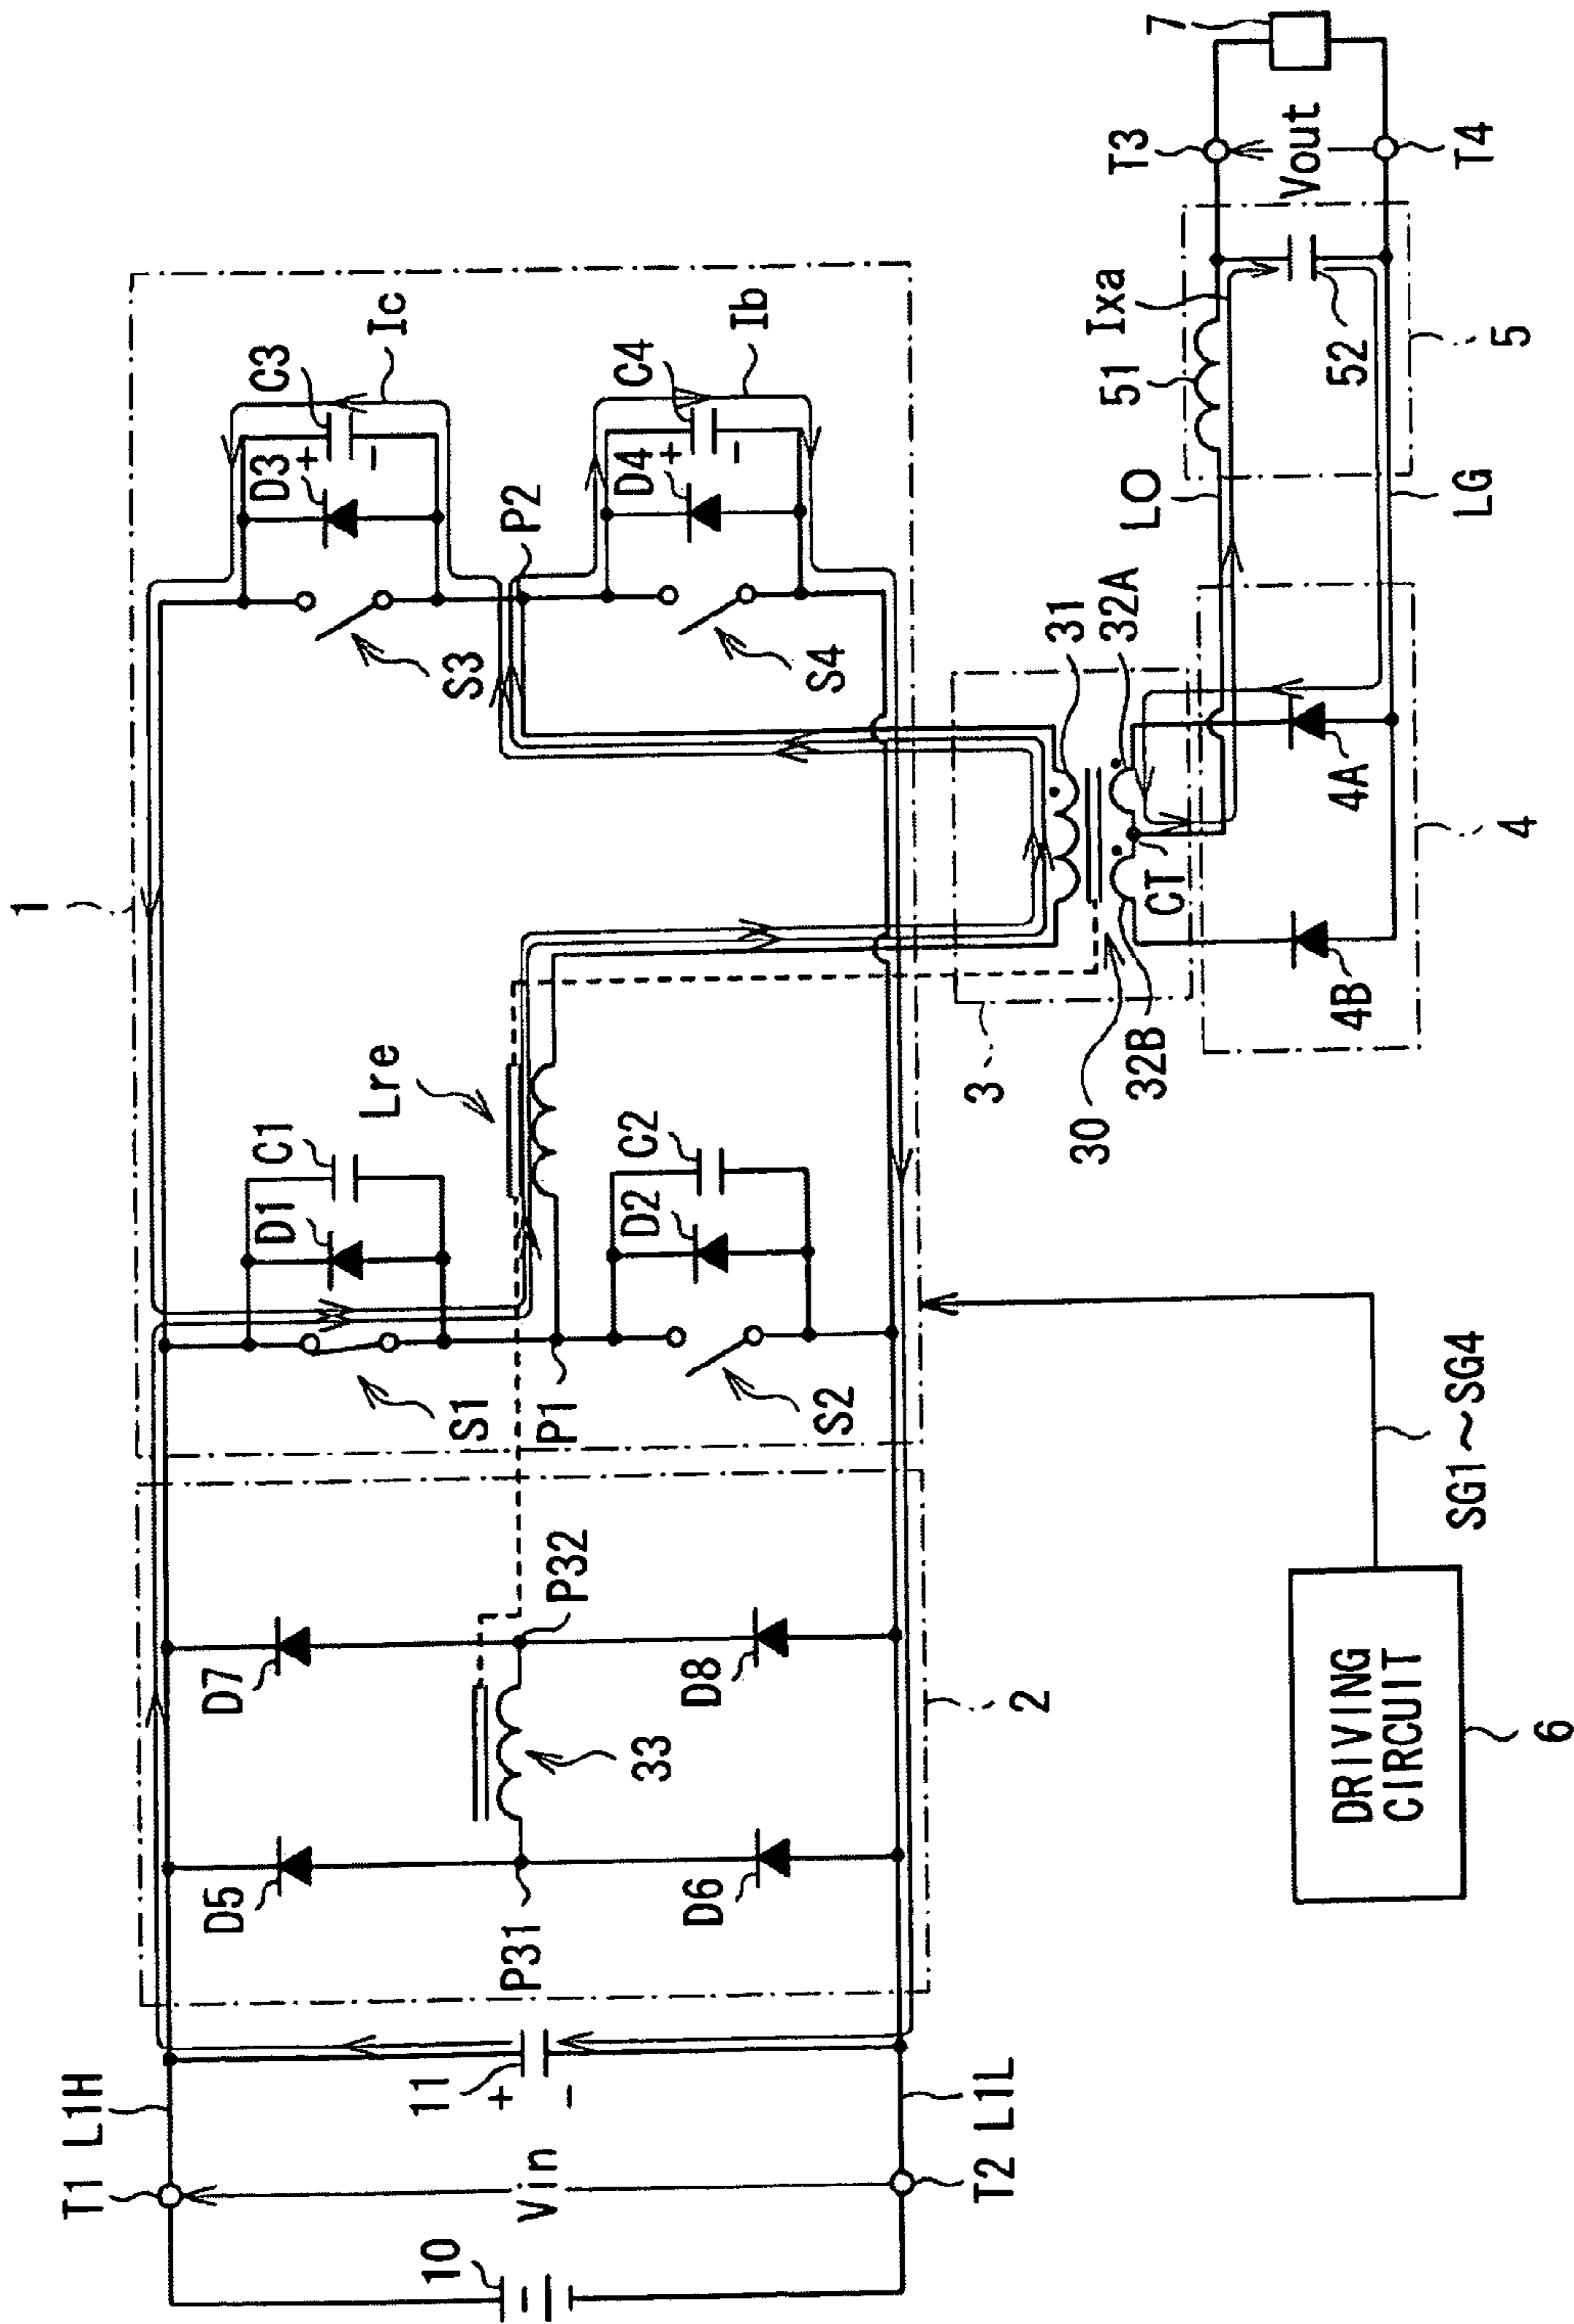 1
Ic
C3
D3
+
-
S3
P2
Ib
C4
D4
+
-
S4
Lre
C1
D1
S1
P1
C2
D2
S2
D7
P32
D8
33
2
D5
P31
D6
T1
L1H
11
+
-
Vin
T2
L1L
10
7
T3
Vout
T4
Ixa
51
52
5
LO
LG
31
32A
CT
32B
30
3
4A
4B
4
SG1~SG4
DRIVING
CIRCUIT
6